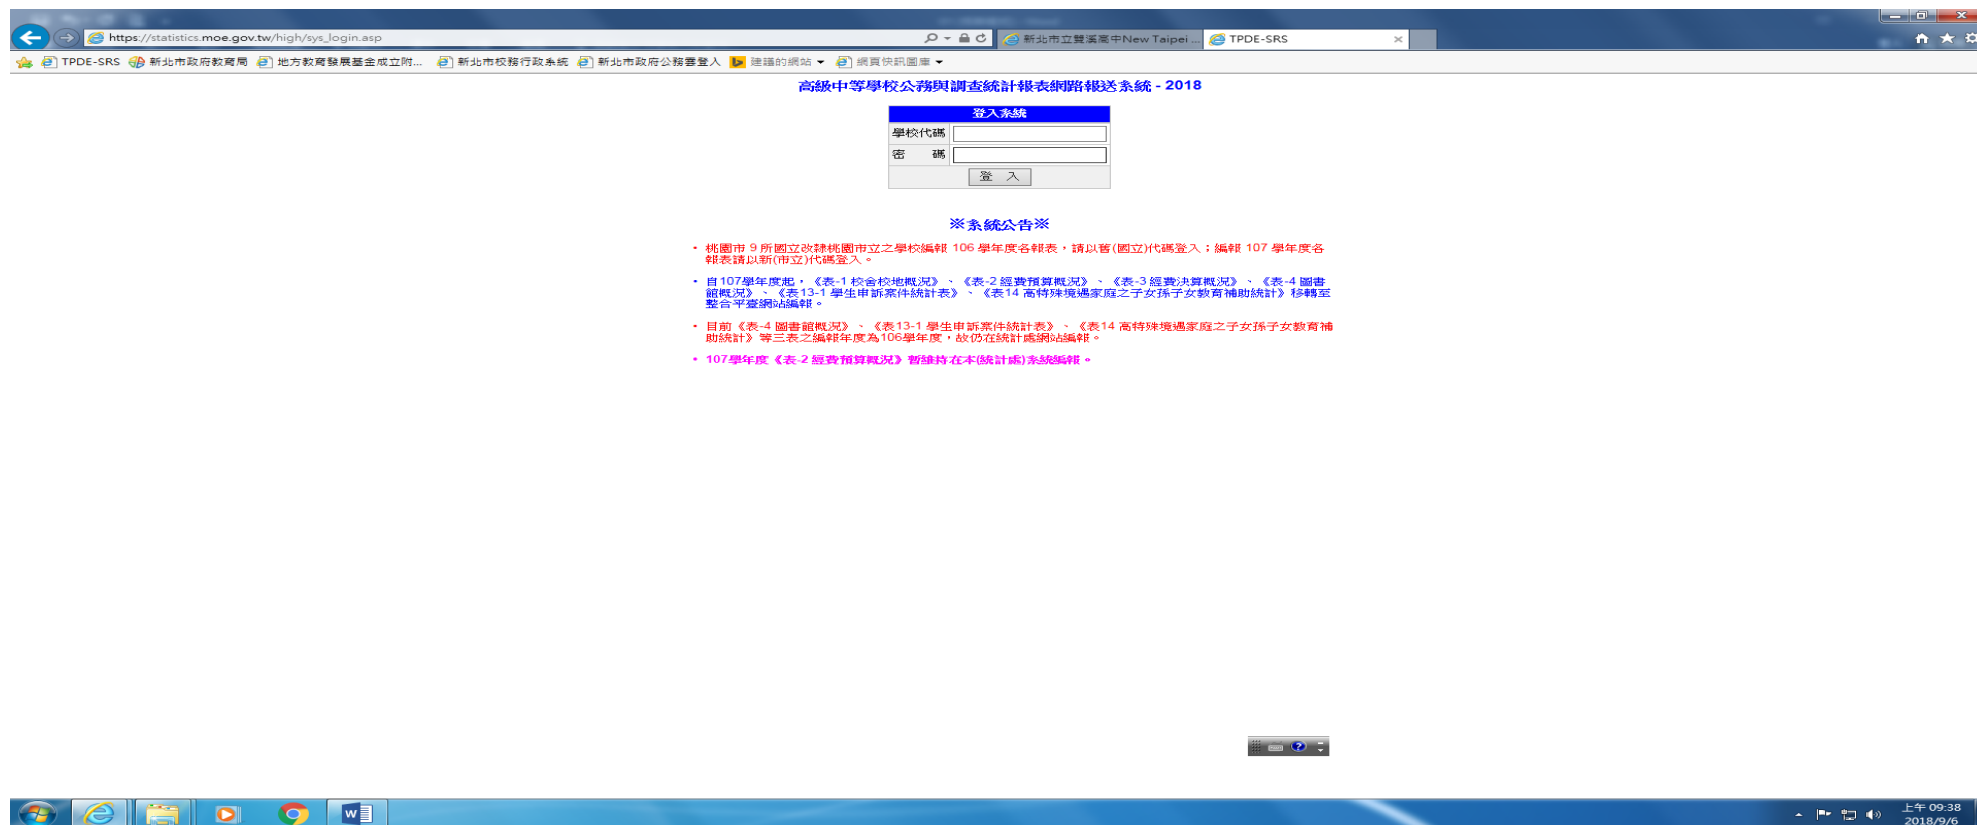 https://statistics.moe.gov.tw/high/sys_login.asp
新北市立雙溪高中New Taipei ...
TPDE-SRS
TPDE-SRS
新北市政府教育局
地方教育發展基金成立附...
新北市校務行政系統
新北市政府公務雲登入
建議的網站
網頁快訊圖庫
高級中等學校公務與調查統計報表網路報送系統 - 2018
登入系統
學校代碼
密 碼
登 入
※系統公告※
• 桃園市 9 所國立改隸桃園市立之學校編報 106 學年度各報表，請以舊(國立)代碼登入；編報 107 學年度各
報表請以新(市立)代碼登入。
• 自107學年度起，《表-1 校舍校地概況》、《表-2 經費預算概況》、《表-3 經費決算概況》、《表-4 圖書
館概況》、《表13-1 學生申訴案件統計表》、《表14 高特殊境遇家庭之子女孫子女教育補助統計》移轉至
整合平臺網站編報。
• 目前《表-4 圖書館概況》、《表13-1 學生申訴案件統計表》、《表14 高特殊境遇家庭之子女孫子女教育補
助統計》等三表之編報年度為106學年度，故仍在統計處網站編報。
• 107學年度《表-2 經費預算概況》暫維持在本(統計處)系統編報。
上午 09:38
2018/9/6